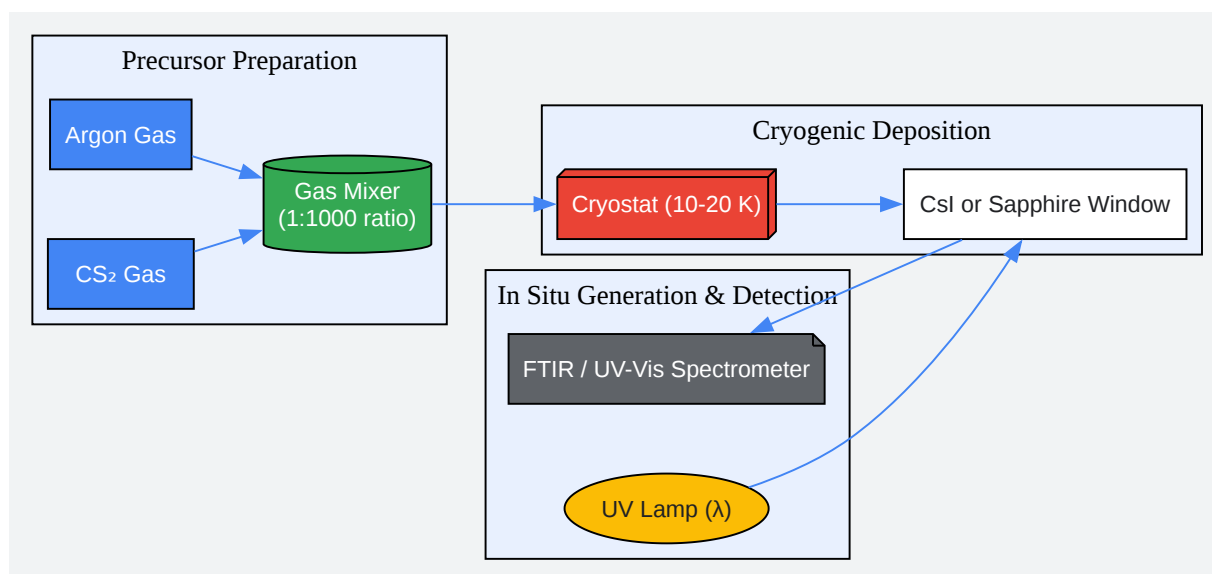 Precursor Preparation
Argon Gas
CS₂ Gas
Gas Mixer
(1:1000 ratio)
Cryogenic Deposition
Cryostat (10-20 K)
CsI or Sapphire Window
In Situ Generation & Detection
FTIR / UV-Vis Spectrometer
UV Lamp (λ)